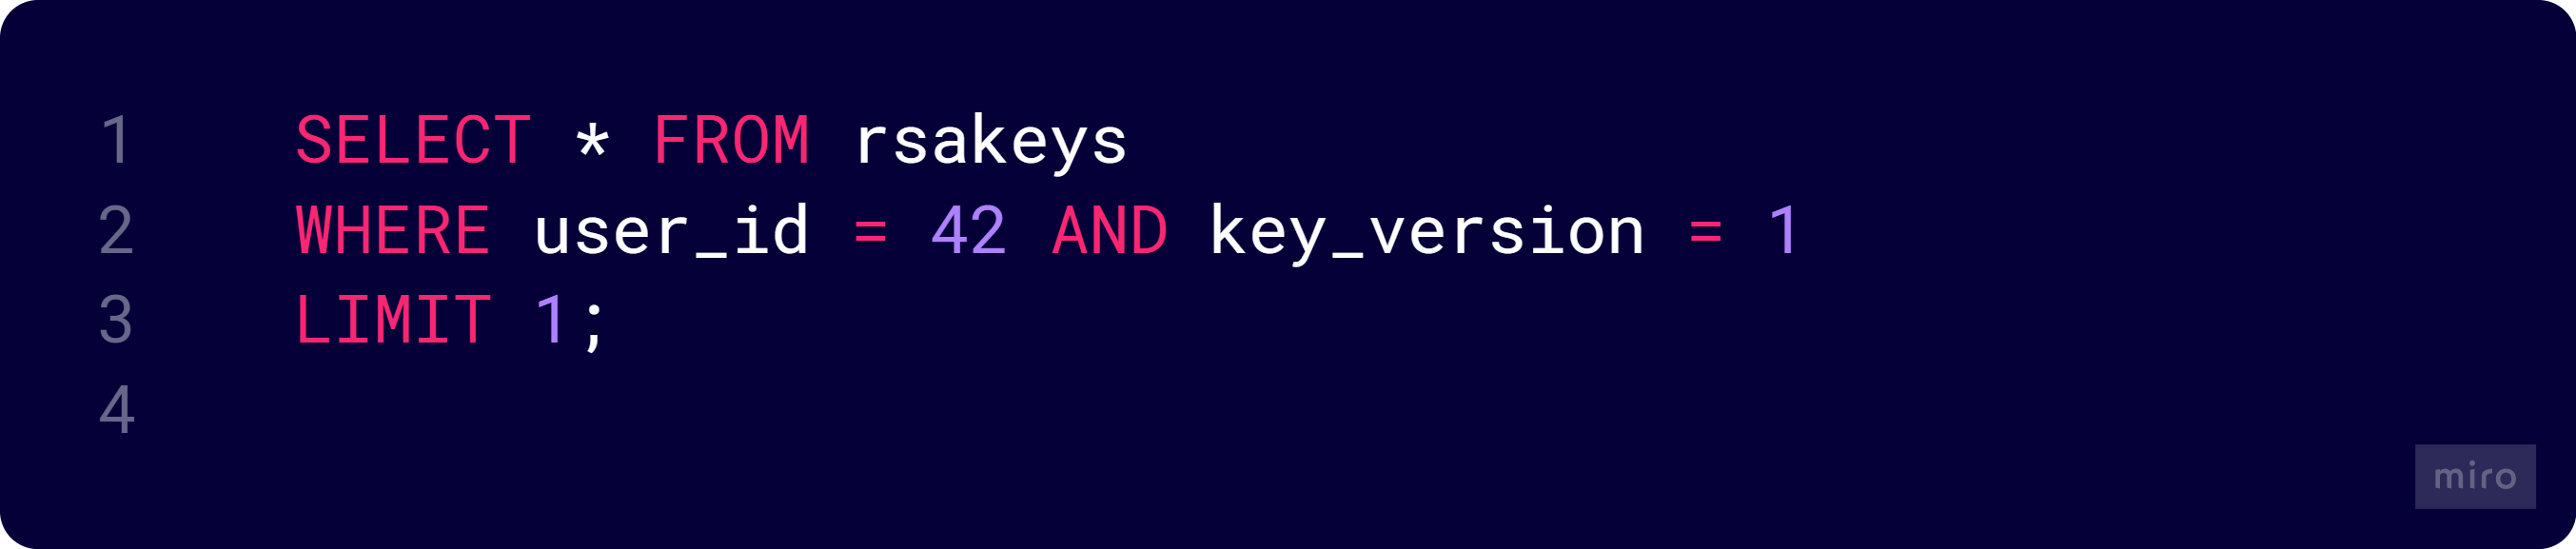 1 SELECT * FROM rsakeys
2 WHERE user_id = 42 AND key_version = 1
3 LIMIT 1;
4
miro